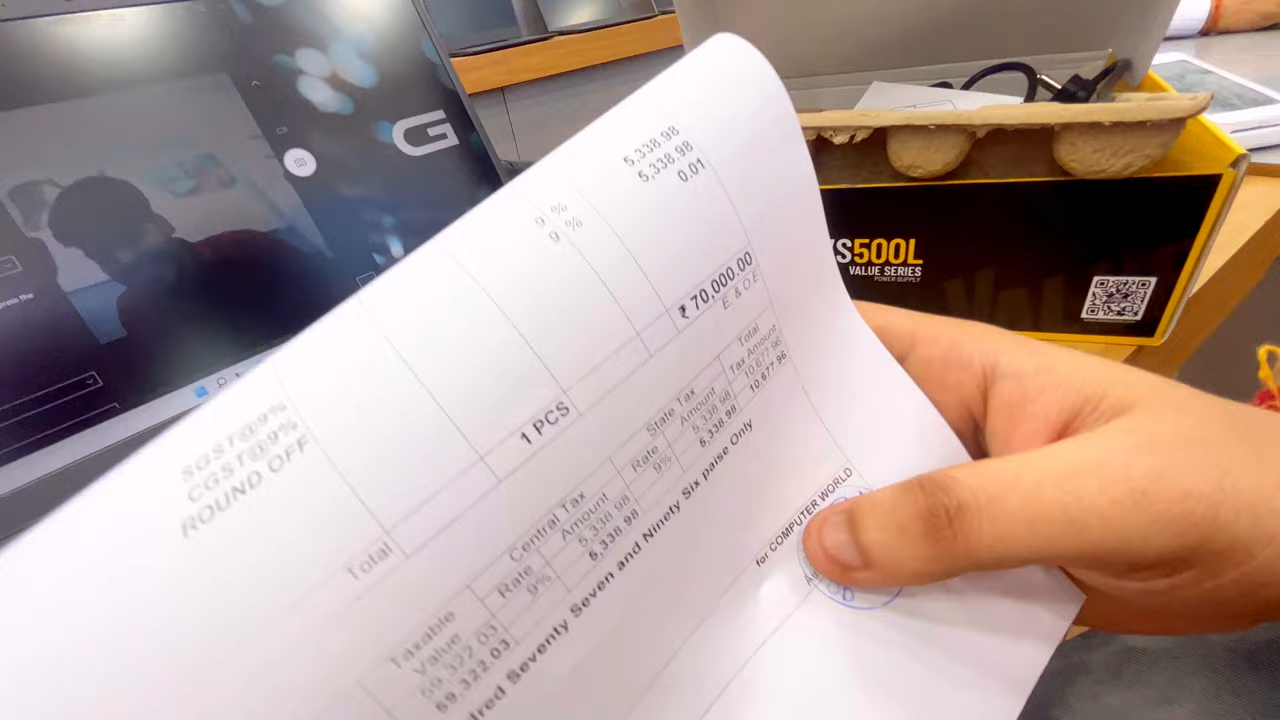 G
press the
VS500L
VALUE SERIES
POWER SUPPLY
SGST@9% 9 % 5,338.98
CGST@9% 9 % 5,338.98
ROUND OFF 0.01
Total 1 PCS ₹ 70,000.00
E. & O.E
Taxable Central Tax State Tax Total
Value Rate Amount Rate Amount Tax Amount
59,322.03 9% 5,338.98 9% 5,338.98 10,677.96
59,322.03 5,338.98 5,338.98 10,677.96
dred Seventy Seven and Ninety Six paise Only
for COMPUTER WORLD